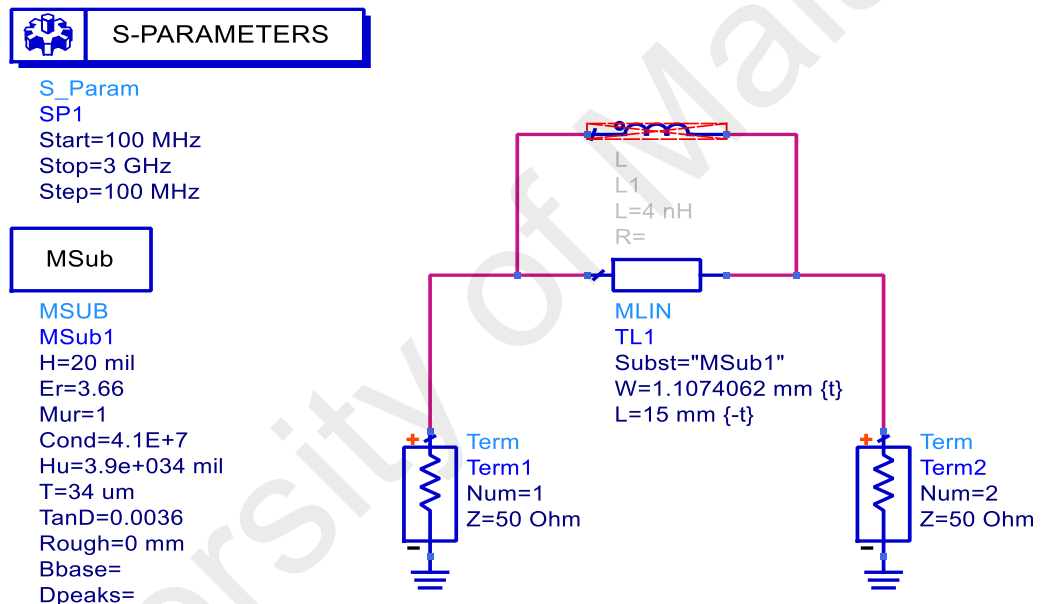 S-PARAMETERS
S_Param
SP1
Start=100 MHz
Stop=3 GHz
Step=100 MHz
MSub
MSUB
MSub1
H=20 mil
Er=3.66
Mur=1
Cond=4.1E+7
Hu=3.9e+034 mil
T=34 um
TanD=0.0036
Rough=0 mm
Bbase=
Dpeaks=
L
L1
L=4 nH
R=
MLIN
TL1
Subst="MSub1"
W=1.1074062 mm {t}
L=15 mm {-t}
+
Term
Term1
Num=1
Z=50 Ohm
-
+
Term
Term2
Num=2
Z=50 Ohm
-
ersity of Ma